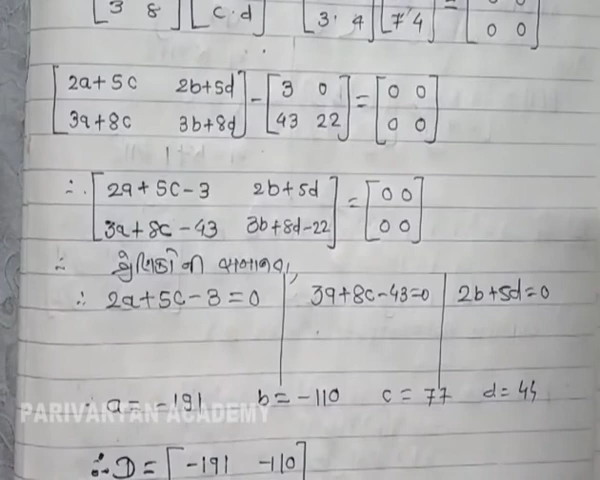 [3 8] [c d] [3 4] [7 4] = [0 0]
[2a+5c 2b+5d] - [3 0] = [0 0]
[3a+8c 3b+8d] [43 22] [0 0]
∴ [2a+5c-3 2b+5d] = [0 0]
[3a+8c-43 3b+8d-22] [0 0]
∴
∴ 2a+5c-3=0 3a+8c-43=0 2b+5d=0
a=-191 b=-110 c=77 d=44
PARIVARTAN ACADEMY
∴ D = [-191 -110]